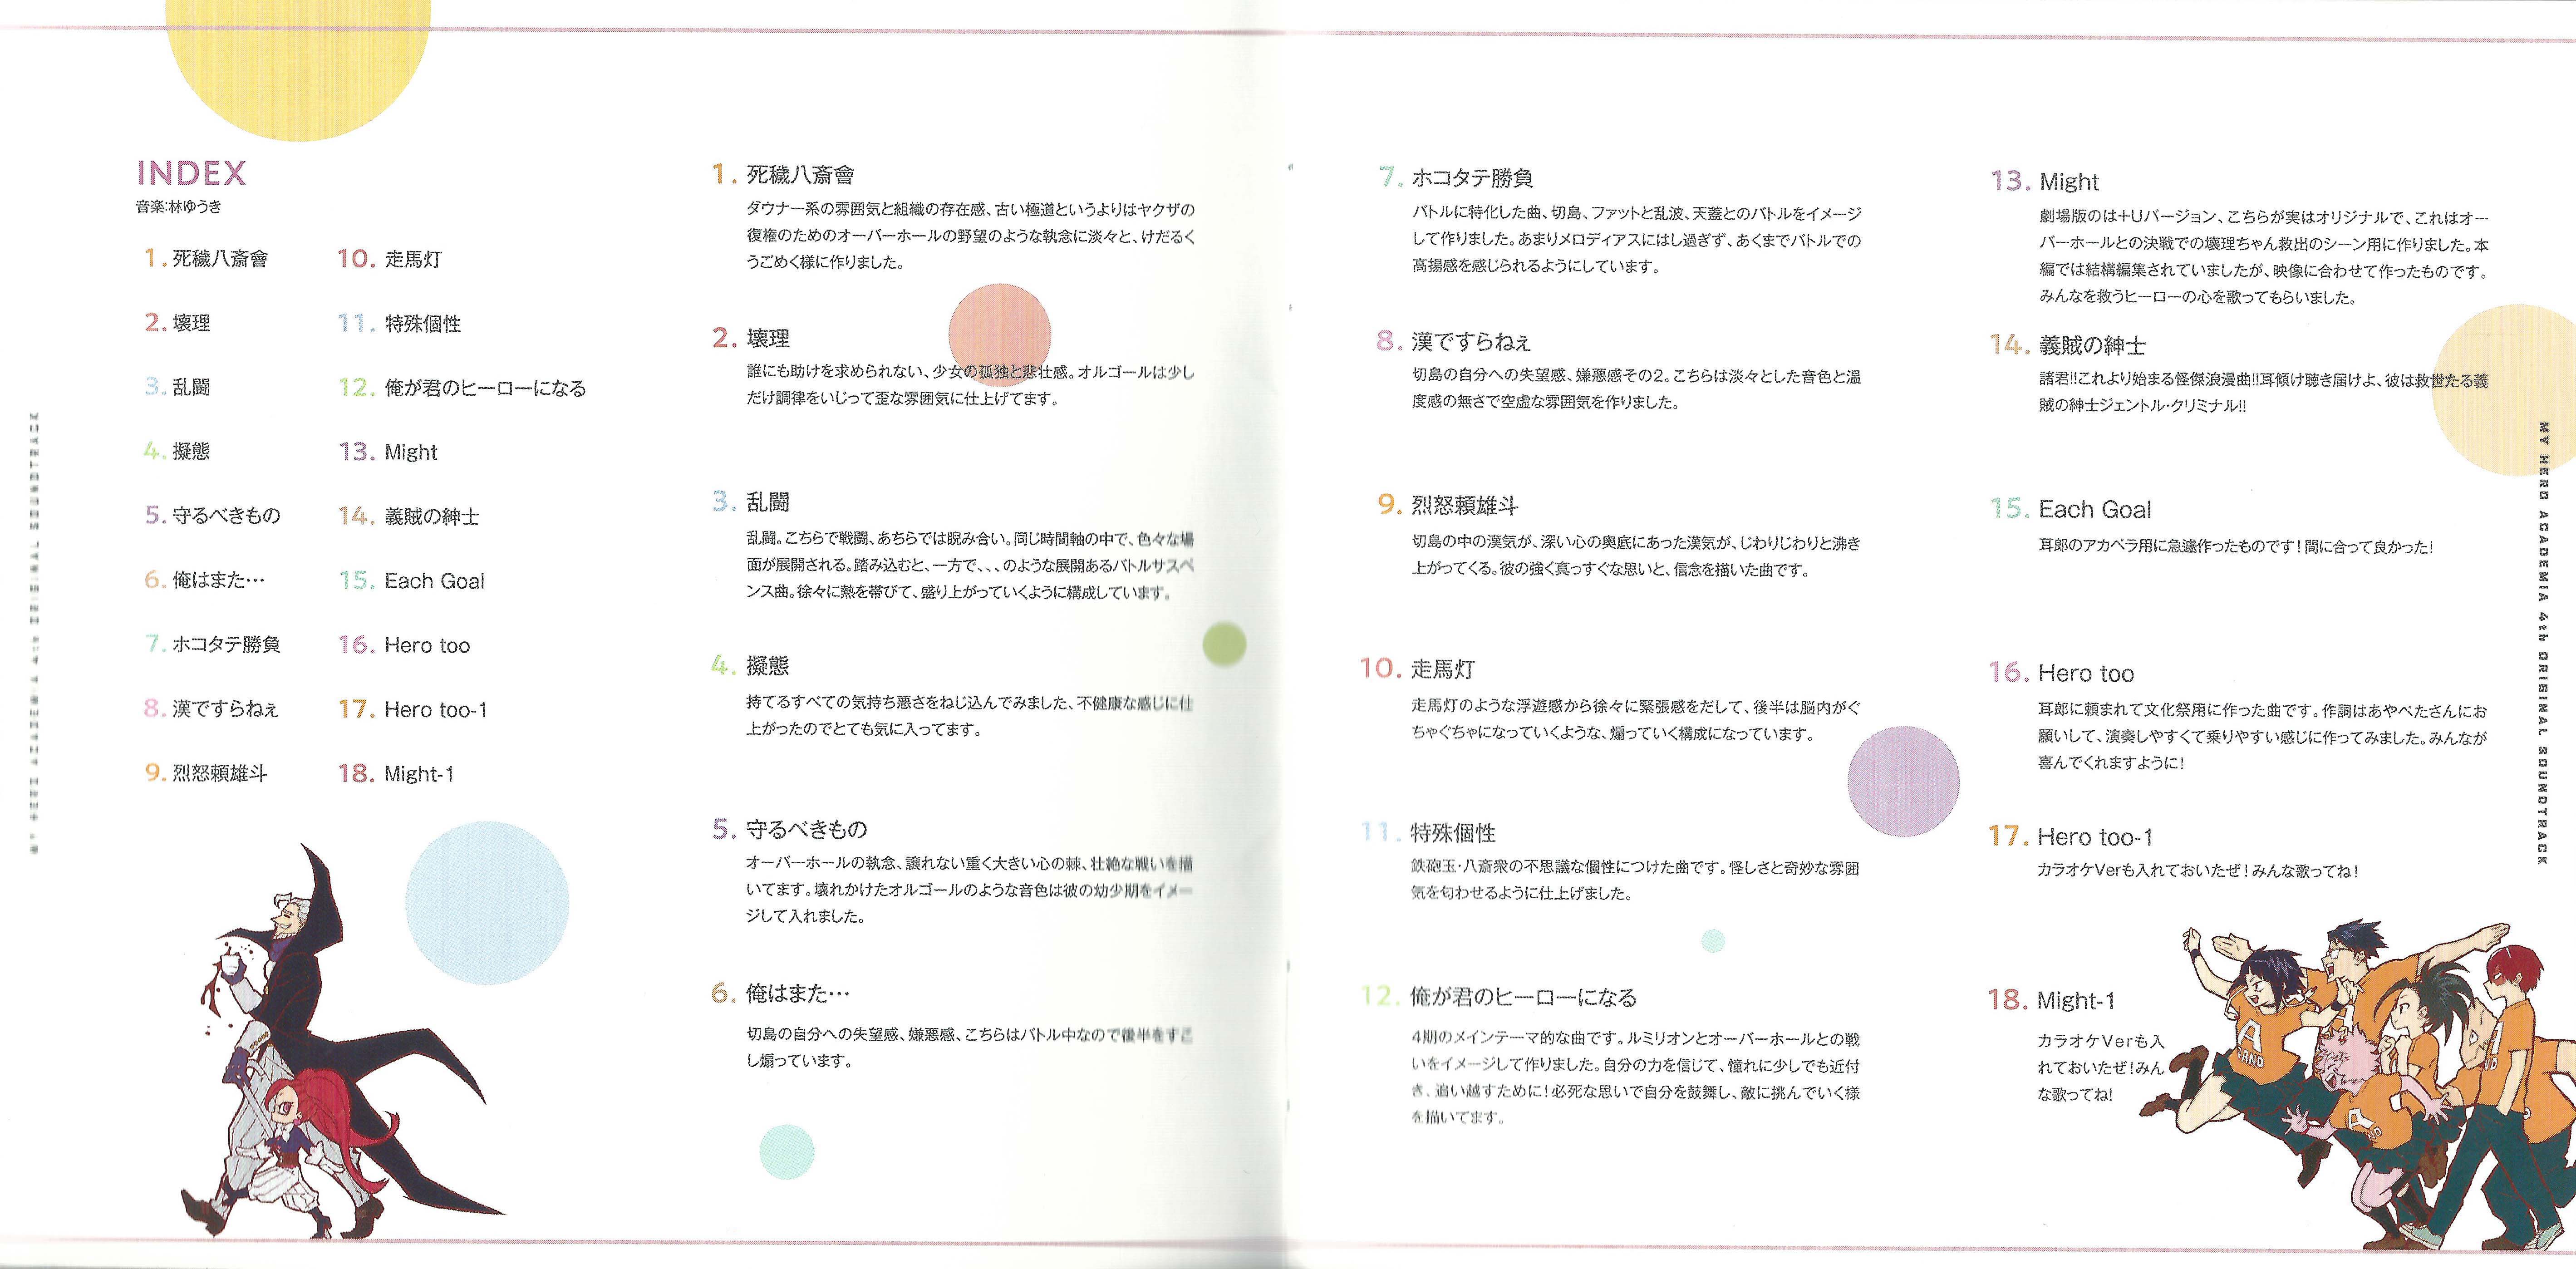 INDEX
音楽:林ゆうき
1. 死穢八斎會
2. 壊理
3. 乱闘
4. 擬態
5. 守るべきもの
6. 俺はまた…
7. ホコタテ勝負
8. 漢ですらねぇ
9. 烈怒頼雄斗
10. 走馬灯
11. 特殊個性
12. 俺が君のヒーローになる
13. Might
14. 義賊の紳士
15. Each Goal
16. Hero too
17. Hero too-1
18. Might-1
1. 死穢八斎會
ダウナー系の雰囲気と組織の存在感、古い極道というよりはヤクザの
復権のためのオーバーホールの野望のような執念に淡々と、けだるく
うごめく様に作りました。
2. 壊理
誰にも助けを求められない、少女の孤独と悲壮感。オルゴールは少し
だけ調律をいじって歪な雰囲気に仕上げてます。
3. 乱闘
乱闘。こちらで戦闘、あちらでは睨み合い。同じ時間軸の中で、色々な場
面が展開される。踏み込むと、一方で、、、のような展開あるバトルサスペ
ンス曲。徐々に熱を帯びて、盛り上がっていくように構成しています。
4. 擬態
持てるすべての気持ち悪さをねじ込んでみました、不健康な感じに仕
上がったのでとても気に入ってます。
5. 守るべきもの
オーバーホールの執念、譲れない重く大きい心の棘、壮絶な戦いを描
いてます。壊れかけたオルゴールのような音色は彼の幼少期をイメー
ジして入れました。
6. 俺はまた…
切島の自分への失望感、嫌悪感、こちらはバトル中なので後半をすこ
し煽っています。
7. ホコタテ勝負
バトルに特化した曲、切島、ファットと乱波、天蓋とのバトルをイメージ
して作りました。あまりメロディアスにはし過ぎず、あくまでバトルでの
高揚感を感じられるようにしています。
8. 漢ですらねぇ
切島の自分への失望感、嫌悪感その2。こちらは淡々とした音色と温
度感の無さで空虚な雰囲気を作りました。
9. 烈怒頼雄斗
切島の中の漢気が、深い心の奥底にあった漢気が、じわりじわりと沸き
上がってくる。彼の強く真っすぐな思いと、信念を描いた曲です。
10. 走馬灯
走馬灯のような浮遊感から徐々に緊張感をだして、後半は脳内がぐ
ちゃぐちゃになっていくような、煽っていく構成になっています。
11. 特殊個性
鉄砲玉・八斎衆の不思議な個性につけた曲です。怪しさと奇妙な雰囲
気を匂わせるように仕上げました。
12. 俺が君のヒーローになる
4期のメインテーマ的な曲です。ルミリオンとオーバーホールとの戦
いをイメージして作りました。自分の力を信じて、憧れに少しでも近付
き、追い越すために!必死な思いで自分を鼓舞し、敵に挑んでいく様
を描いてます。
13. Might
劇場版のは+Uバージョン、こちらが実はオリジナルで、これはオー
バーホールとの決戦での壊理ちゃん救出のシーン用に作りました。本
編では結構編集されていましたが、映像に合わせて作ったものです。
みんなを救うヒーローの心を歌ってもらいました。
14. 義賊の紳士
諸君!!これより始まる怪傑浪漫曲!!耳傾け聴き届けよ、彼は救世たる義
賊の紳士ジェントル・クリミナル!!
15. Each Goal
耳郎のアカペラ用に急遽作ったものです!間に合って良かった!
16. Hero too
耳郎に頼まれて文化祭用に作った曲です。作詞はあやべたさんにお
願いして、演奏しやすくて乗りやすい感じに作ってみました。みんなが
喜んでくれますように!
17. Hero too-1
カラオケVerも入れておいたぜ!みんな歌ってね!
18. Might-1
カラオケVerも入
れておいたぜ!みん
な歌ってね!
MY HERO ACADEMIA 4th ORIGINAL SOUNDTRACK
A
BAND
A